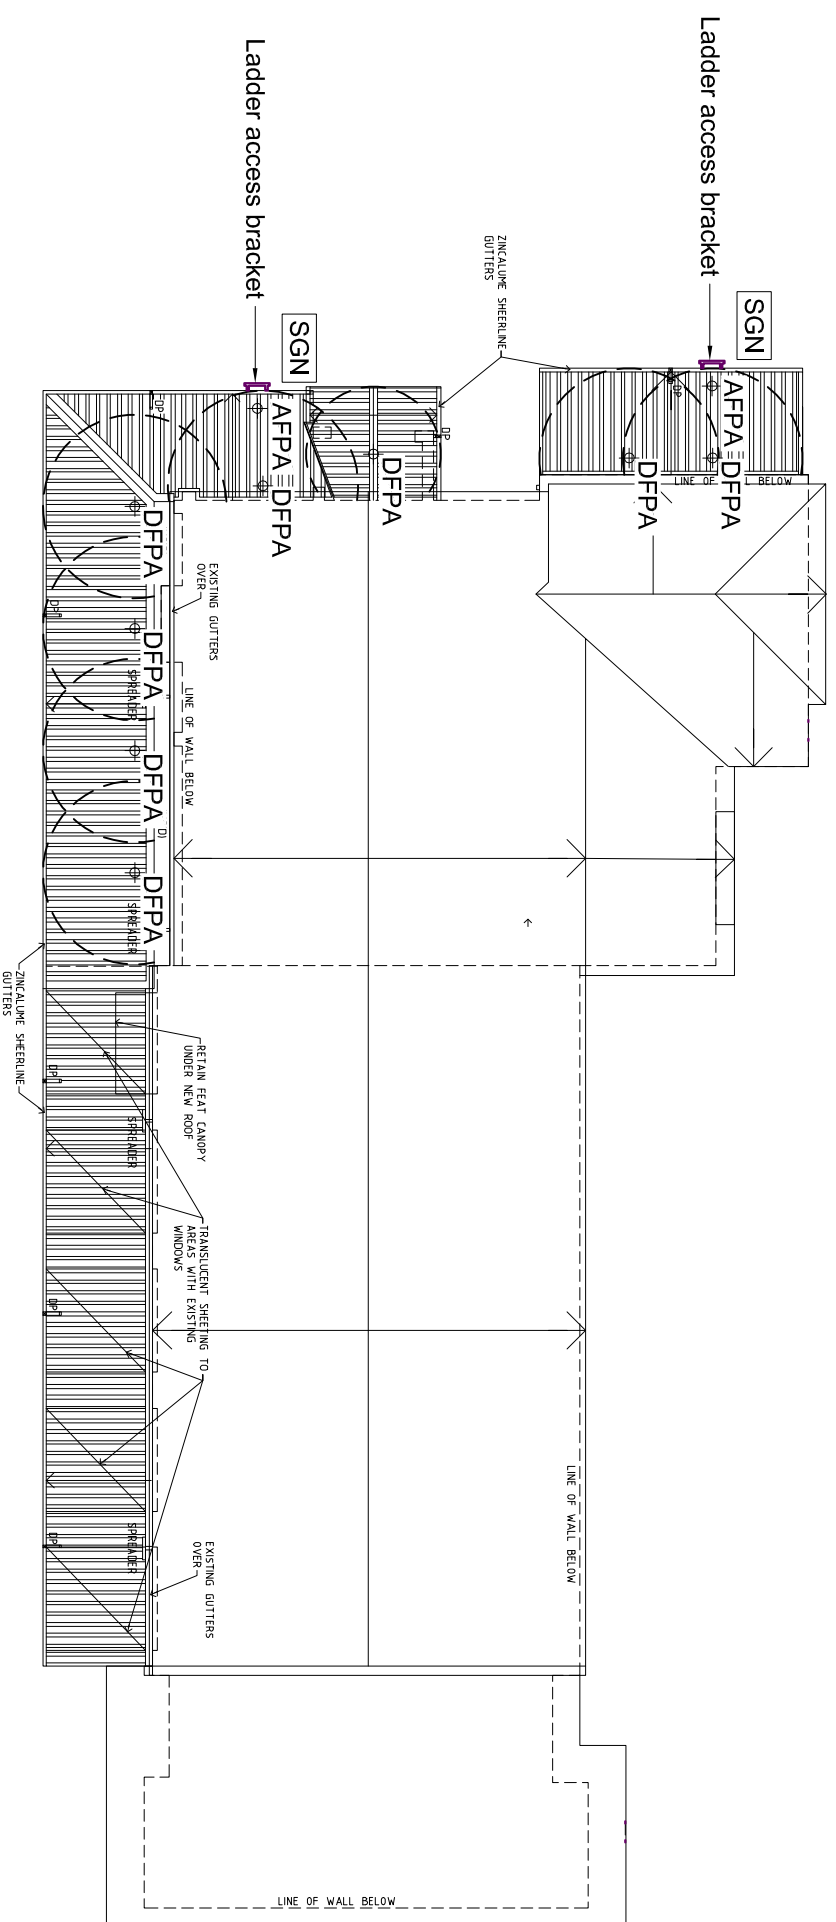 Ladder access bracket
SGN
AFPA
DFPA
DFPA
DP
LINE OF
BELOW
ZINCALUME SHEERLINE
GUTTERS
DP
DFPA
Ladder access bracket
SGN
AFPA
DFPA
DP
EXISTING GUTTERS
OVER
LINE OF WALL BELOW
DFPA
DP
DFPA
SPREADER
DFPA
DFPA
SPREADER
ZINCALUME SHEERLINE
GUTTERS
RETAIN FEAT CANOPY
UNDER NEW ROOF
DP
SPREADER
TRANSLUCENT SHEETING TO
AREAS WITH EXISTING
WINDOWS
DP
LINE OF WALL BELOW
EXISTING GUTTERS
OVER
SPREADER
DP
LINE OF WALL BELOW